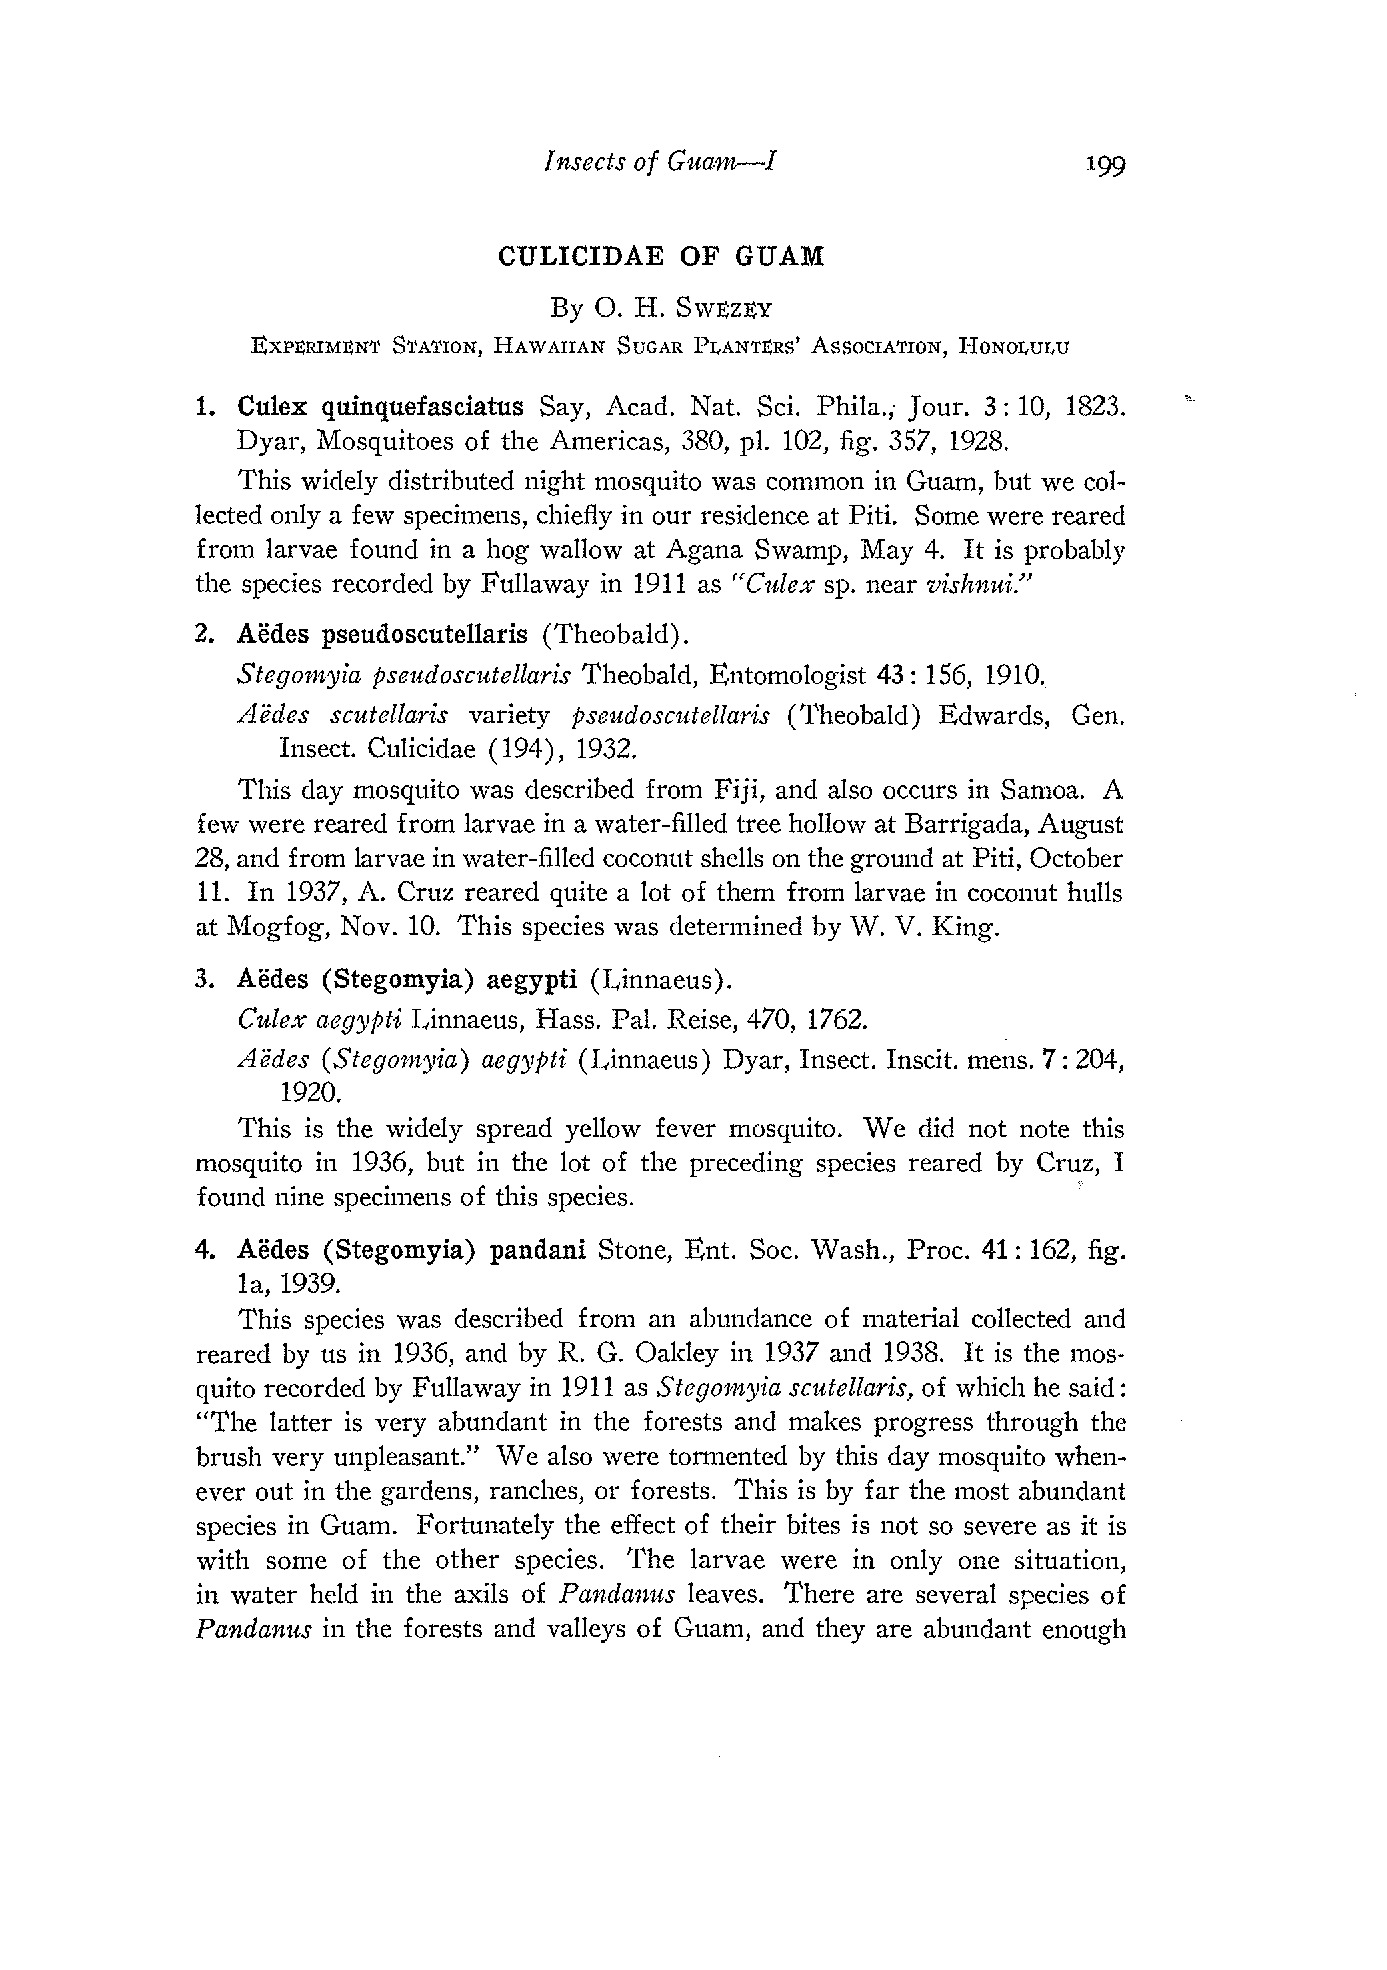 Insects of Guam—I 199
CULICIDAE OF GUAM
By O. H. SWEZEY
EXPERIMENT STATION, HAWAIIAN SUGAR PLANTERS' ASSOCIATION, HONOLULU
1. Culex quinquefasciatus Say, Acad. Nat. Sci. Phila., Jour. 3: 10, 1823.
Dyar, Mosquitoes of the Americas, 380, pl. 102, fig. 357, 1928.
This widely distributed night mosquito was common in Guam, but we col-
lected only a few specimens, chiefly in our residence at Piti. Some were reared
from larvae found in a hog wallow at Agana Swamp, May 4. It is probably
the species recorded by Fullaway in 1911 as "Culex sp. near vishnui."
2. Aëdes pseudoscutellaris (Theobald).
Stegomyia pseudoscutellaris Theobald, Entomologist 43: 156, 1910.
Aëdes scutellaris variety pseudoscutellaris (Theobald) Edwards, Gen.
Insect. Culicidae (194), 1932.
This day mosquito was described from Fiji, and also occurs in Samoa. A
few were reared from larvae in a water-filled tree hollow at Barrigada, August
28, and from larvae in water-filled coconut shells on the ground at Piti, October
11. In 1937, A. Cruz reared quite a lot of them from larvae in coconut hulls
at Mogfog, Nov. 10. This species was determined by W. V. King.
3. Aëdes (Stegomyia) aegypti (Linnaeus).
Culex aegypti Linnaeus, Hass. Pal. Reise, 470, 1762.
Aëdes (Stegomyia) aegypti (Linnaeus) Dyar, Insect. Inscit. mens. 7: 204,
1920.
This is the widely spread yellow fever mosquito. We did not note this
mosquito in 1936, but in the lot of the preceding species reared by Cruz, I
found nine specimens of this species.
4. Aëdes (Stegomyia) pandani Stone, Ent. Soc. Wash., Proc. 41: 162, fig.
1a, 1939.
This species was described from an abundance of material collected and
reared by us in 1936, and by R. G. Oakley in 1937 and 1938. It is the mos-
quito recorded by Fullaway in 1911 as Stegomyia scutellaris, of which he said:
"The latter is very abundant in the forests and makes progress through the
brush very unpleasant." We also were tormented by this day mosquito when-
ever out in the gardens, ranches, or forests. This is by far the most abundant
species in Guam. Fortunately the effect of their bites is not so severe as it is
with some of the other species. The larvae were in only one situation,
in water held in the axils of Pandanus leaves. There are several species of
Pandanus in the forests and valleys of Guam, and they are abundant enough